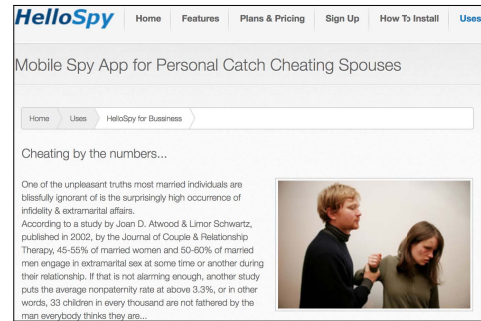 HelloSpy
Home Features Plans & Pricing Sign Up How To Install Uses
Mobile Spy App for Personal Catch Cheating Spouses
Home Uses HelloSpy for Bussiness
Cheating by the numbers...
One of the unpleasant truths most married individuals are
blissfully ignorant of is the surprisingly high occurrence of
infidelity & extramarital affairs.
According to a study by Joan D. Atwood & Limor Schwartz,
published in 2002, by the Journal of Couple & Relationship
Therapy, 45-55% of married women and 50-60% of married
men engage in extramarital sex at some time or another during
their relationship. If that is not alarming enough, another study
puts the average nonpaternity rate at above 3.3%, or in other
words, 33 children in every thousand are not fathered by the
man everybody thinks they are...